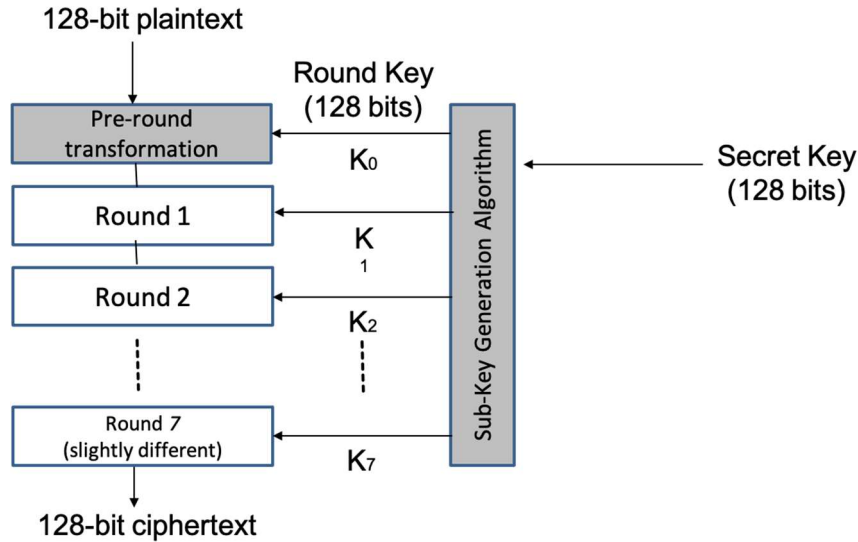 128-bit plaintext
Round Key
(128 bits)
Pre-round
transformation
K0
Secret Key
(128 bits)
Sub-Key Generation Algorithm
Round 1
K
1
Round 2
K2
Round 7
(slightly different)
K7
128-bit ciphertext